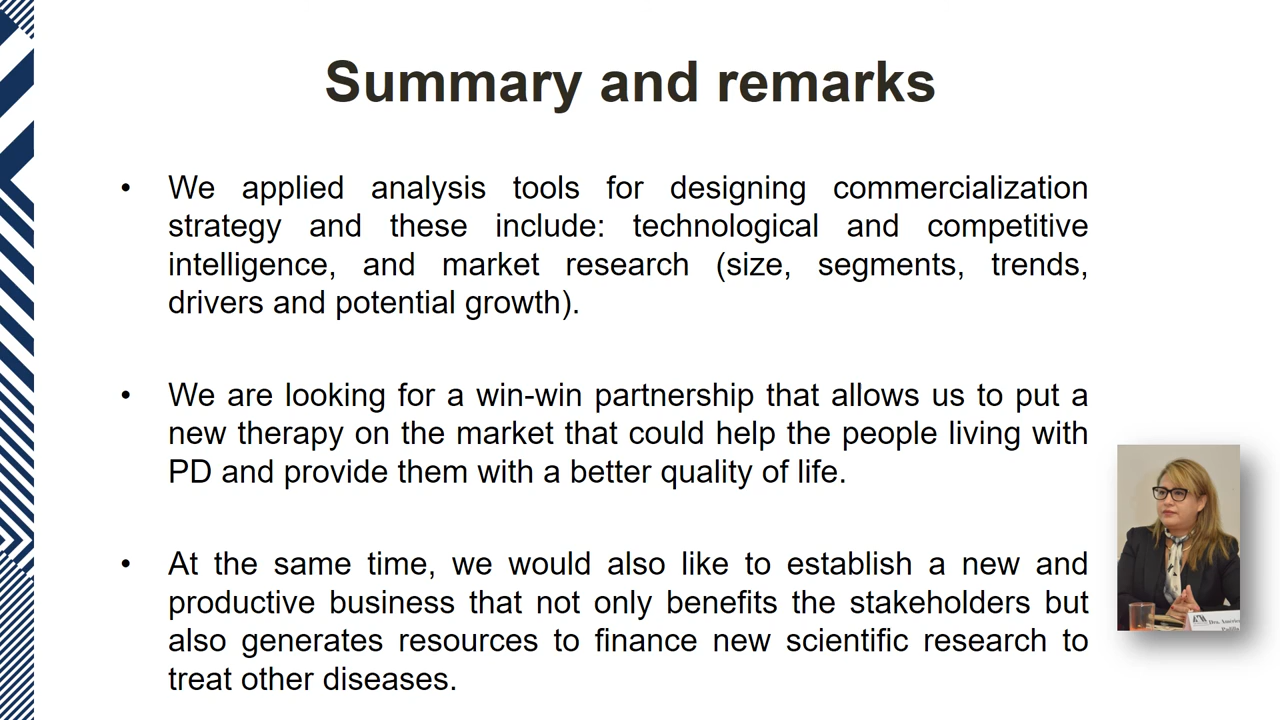 Summary and remarks
• We applied analysis tools for designing commercialization
strategy and these include: technological and competitive
intelligence, and market research (size, segments, trends,
drivers and potential growth).
• We are looking for a win-win partnership that allows us to put a
new therapy on the market that could help the people living with
PD and provide them with a better quality of life.
• At the same time, we would also like to establish a new and
productive business that not only benefits the stakeholders but
also generates resources to finance new scientific research to
treat other diseases.
Dra.